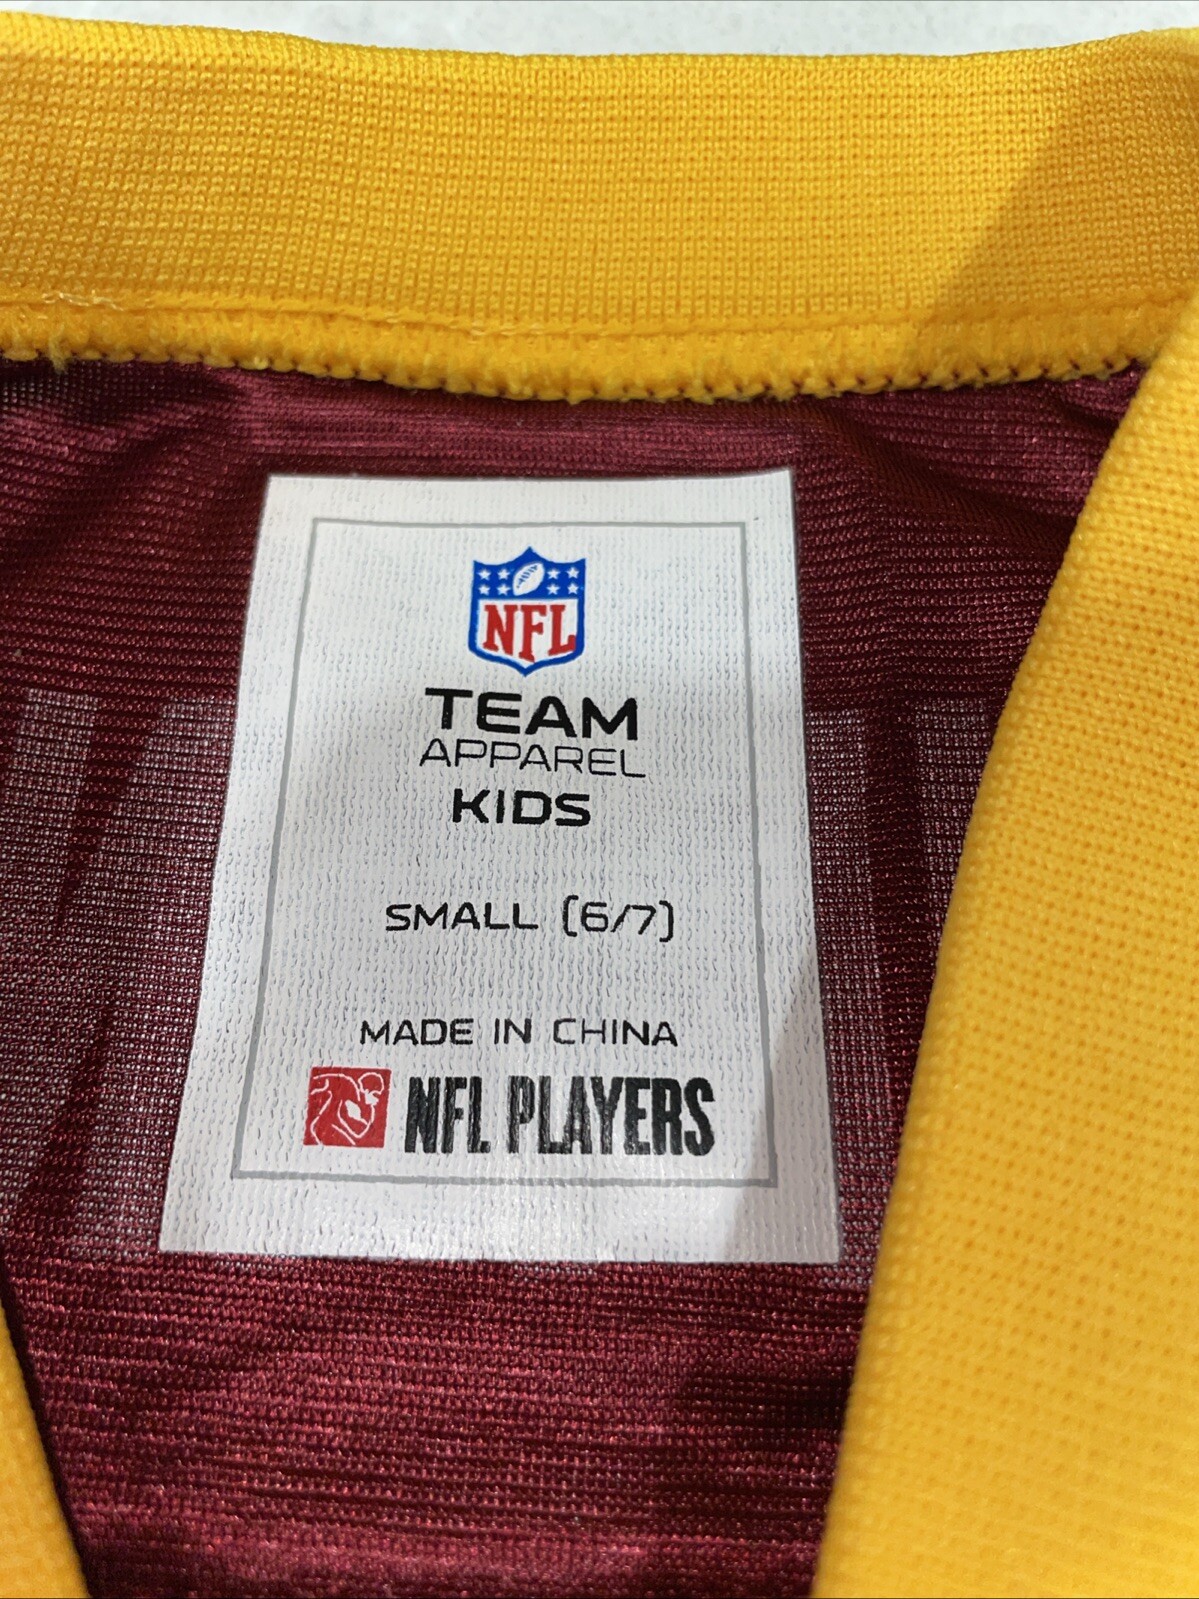 NFL
TEAM
APPAREL
KIDS
SMALL (6/7)
MADE IN CHINA
NFL PLAYERS